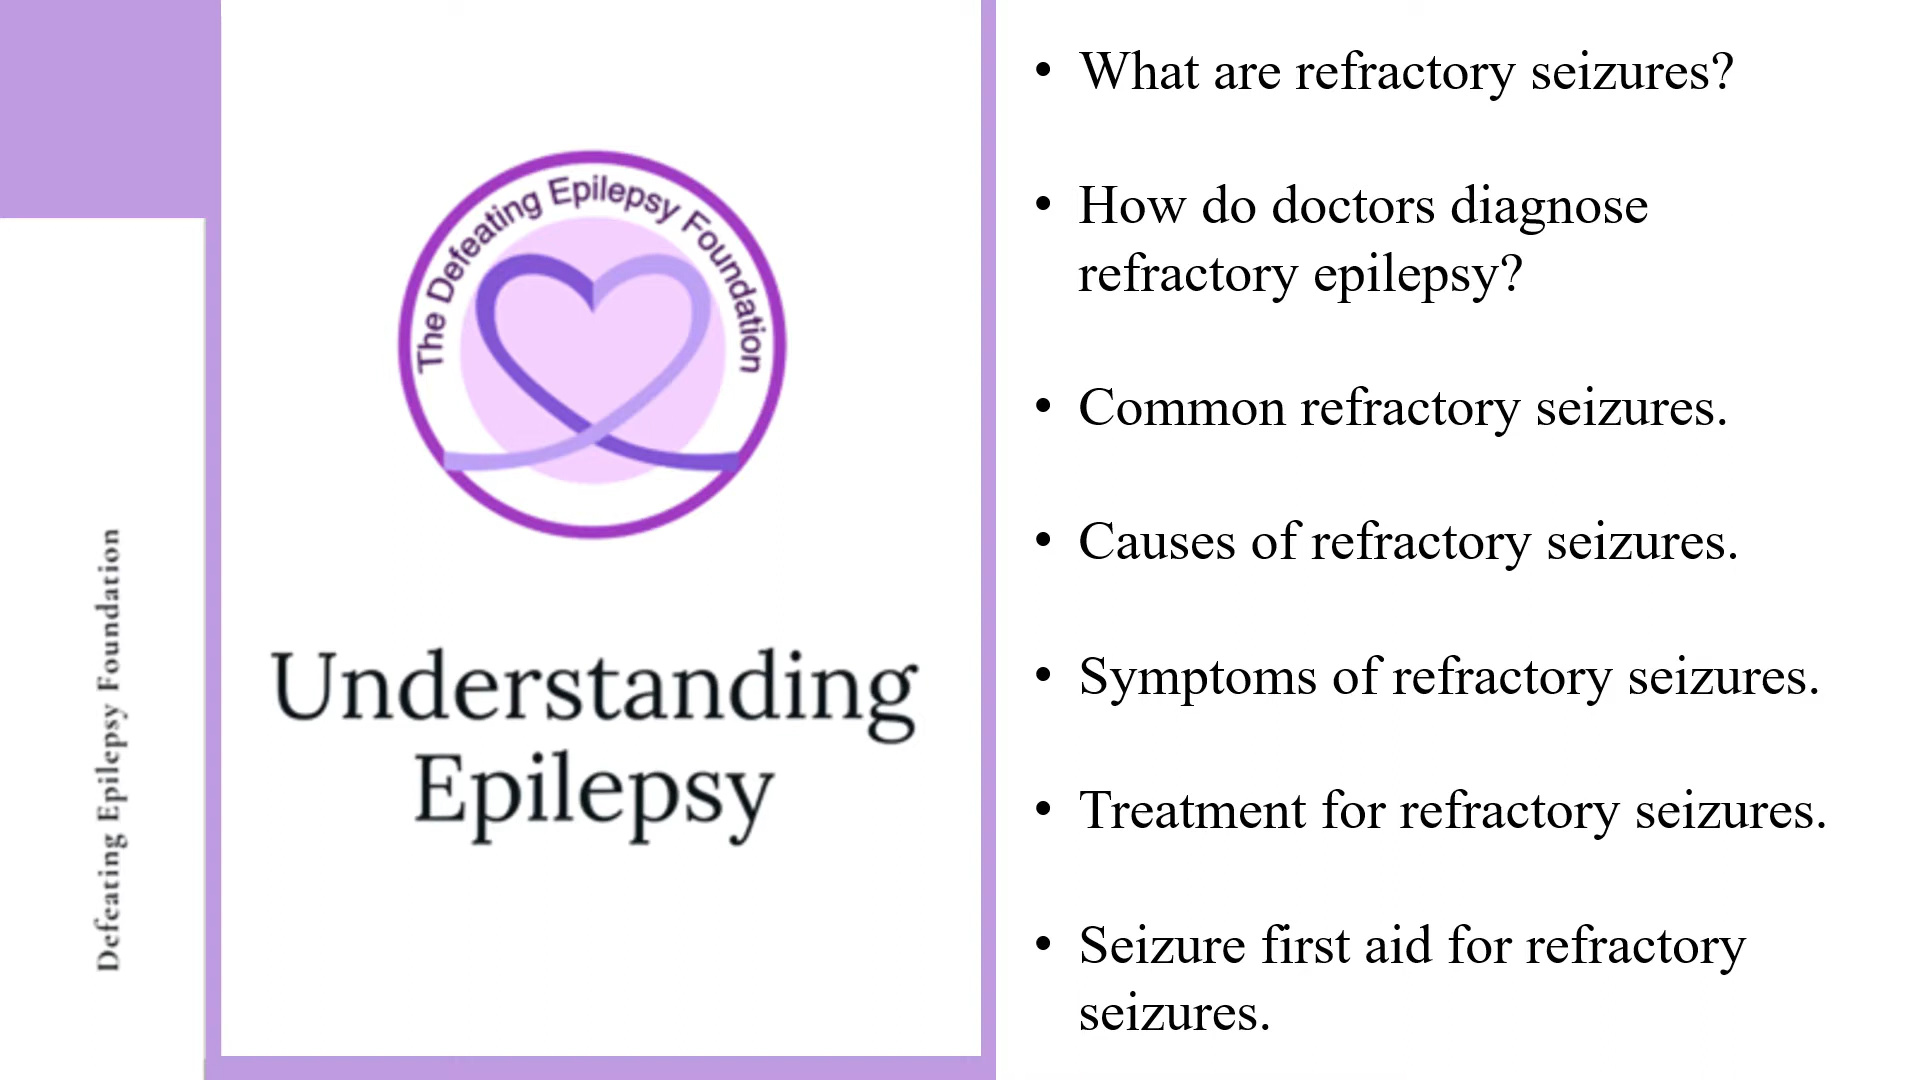 Defeating Epilepsy Foundation
The Defeating Epilepsy Foundation
Understanding
Epilepsy
• What are refractory seizures?
• How do doctors diagnose
refractory epilepsy?
• Common refractory seizures.
• Causes of refractory seizures.
• Symptoms of refractory seizures.
• Treatment for refractory seizures.
• Seizure first aid for refractory
seizures.